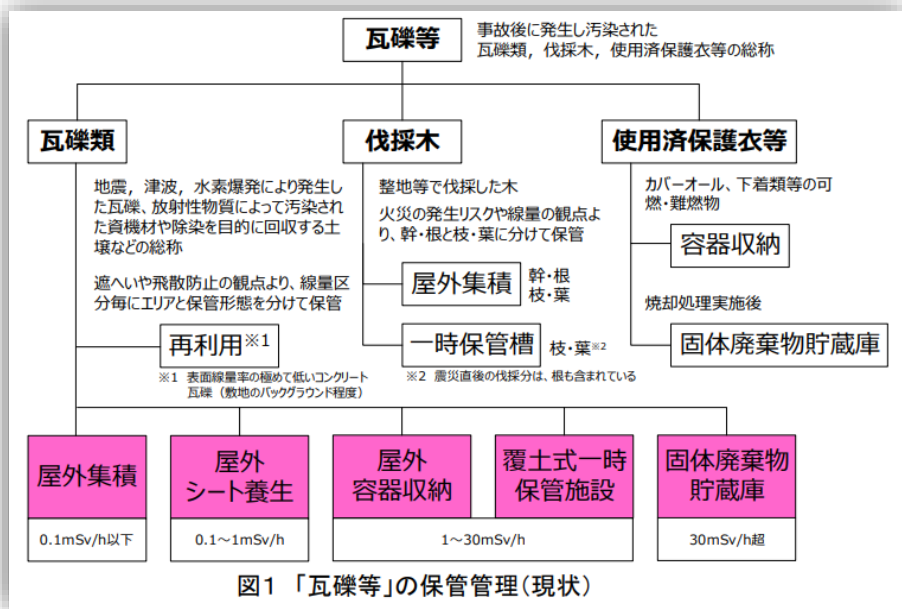 瓦礫等
事故後に発生し汚染された
瓦礫類，伐採木，使用済保護衣等の総称
瓦礫類
地震，津波，水素爆発により発生し
た瓦礫、放射性物質によって汚染され
た資機材や除染を目的に回収する土
壌などの総称
遮へいや飛散防止の観点より、線量区
分毎にエリアと保管形態を分けて保管
再利用※1
※1 表面線量率の極めて低いコンクリート
瓦礫（敷地のバックグラウンド程度）
伐採木
整地等で伐採した木
火災の発生リスクや線量の観点よ
り、幹・根と枝・葉に分けて保管
屋外集積
幹・根
枝・葉
一時保管槽
枝・葉※2
※2 震災直後の伐採分は、根も含まれている
使用済保護衣等
カバーオール、下着類等の可
燃・難燃物
容器収納
焼却処理実施後
固体廃棄物貯蔵庫
屋外集積
0.1mSv/h以下
屋外
シート養生
0.1～1mSv/h
屋外
容器収納
覆土式一時
保管施設
1～30mSv/h
固体廃棄物
貯蔵庫
30mSv/h超
図1 「瓦礫等」の保管管理（現状）